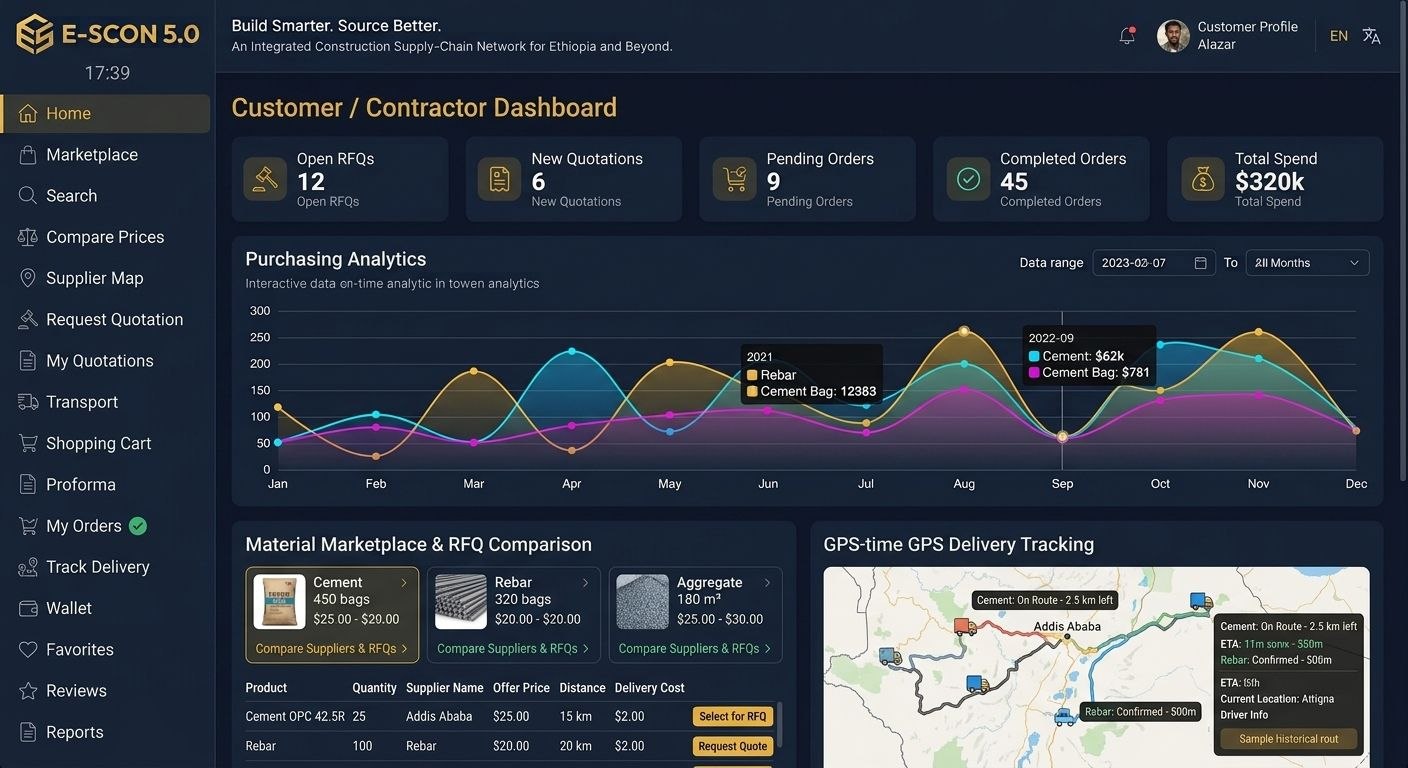 E-SCON 5.0
17:39
Home
Marketplace
Search
Compare Prices
Supplier Map
Request Quotation
My Quotations
Transport
Shopping Cart
Proforma
My Orders
Track Delivery
Wallet
Favorites
Reviews
Reports
Build Smarter. Source Better.
An Integrated Construction Supply-Chain Network for Ethiopia and Beyond.
Customer Profile
Alazar
EN
Customer / Contractor Dashboard
Open RFQs
12
Open RFQs
New Quotations
6
New Quotations
Pending Orders
9
Pending Orders
Completed Orders
45
Completed Orders
Total Spend
$320k
Total Spend
Purchasing Analytics
Interactive data on-time analytic in towen analytics
Data range
To
Months
300
250
200
150
100
50
0
2021
Rebar
Cement Bag: 12383
2022-09
Cement: $62k
Cement Bag: $781
Jan Feb Mar Apr May Jun Jul Aug Sep Oct Nov Dec
Material Marketplace & RFQ Comparison
Cement
450 bags
$25 00 - $20.00
Compare Suppliers & RFQs
Rebar
320 bags
$20.00 - $20.00
Compare Suppliers & RFQs
Aggregate
180 m³
$25.00 - $30.00
Compare Suppliers & RFQs
Product Quantity Supplier Name Offer Price Distance Delivery Cost
Cement OPC 42.5R 25 Addis Ababa $25.00 15 km $2.00 Select for RFQ
Rebar 100 Rebar $20.00 20 km $2.00 Request Quote
GPS-time GPS Delivery Tracking
Cement: On Route - 2.5 km left
Addis Ababa
Rebar: Confirmed - 500m
Cement: On Route - 2.5 km left
ETA: 11m
Rebar: Confirmed -
ETA:
Current Location: Attigna
Driver Info
Sample historical rout